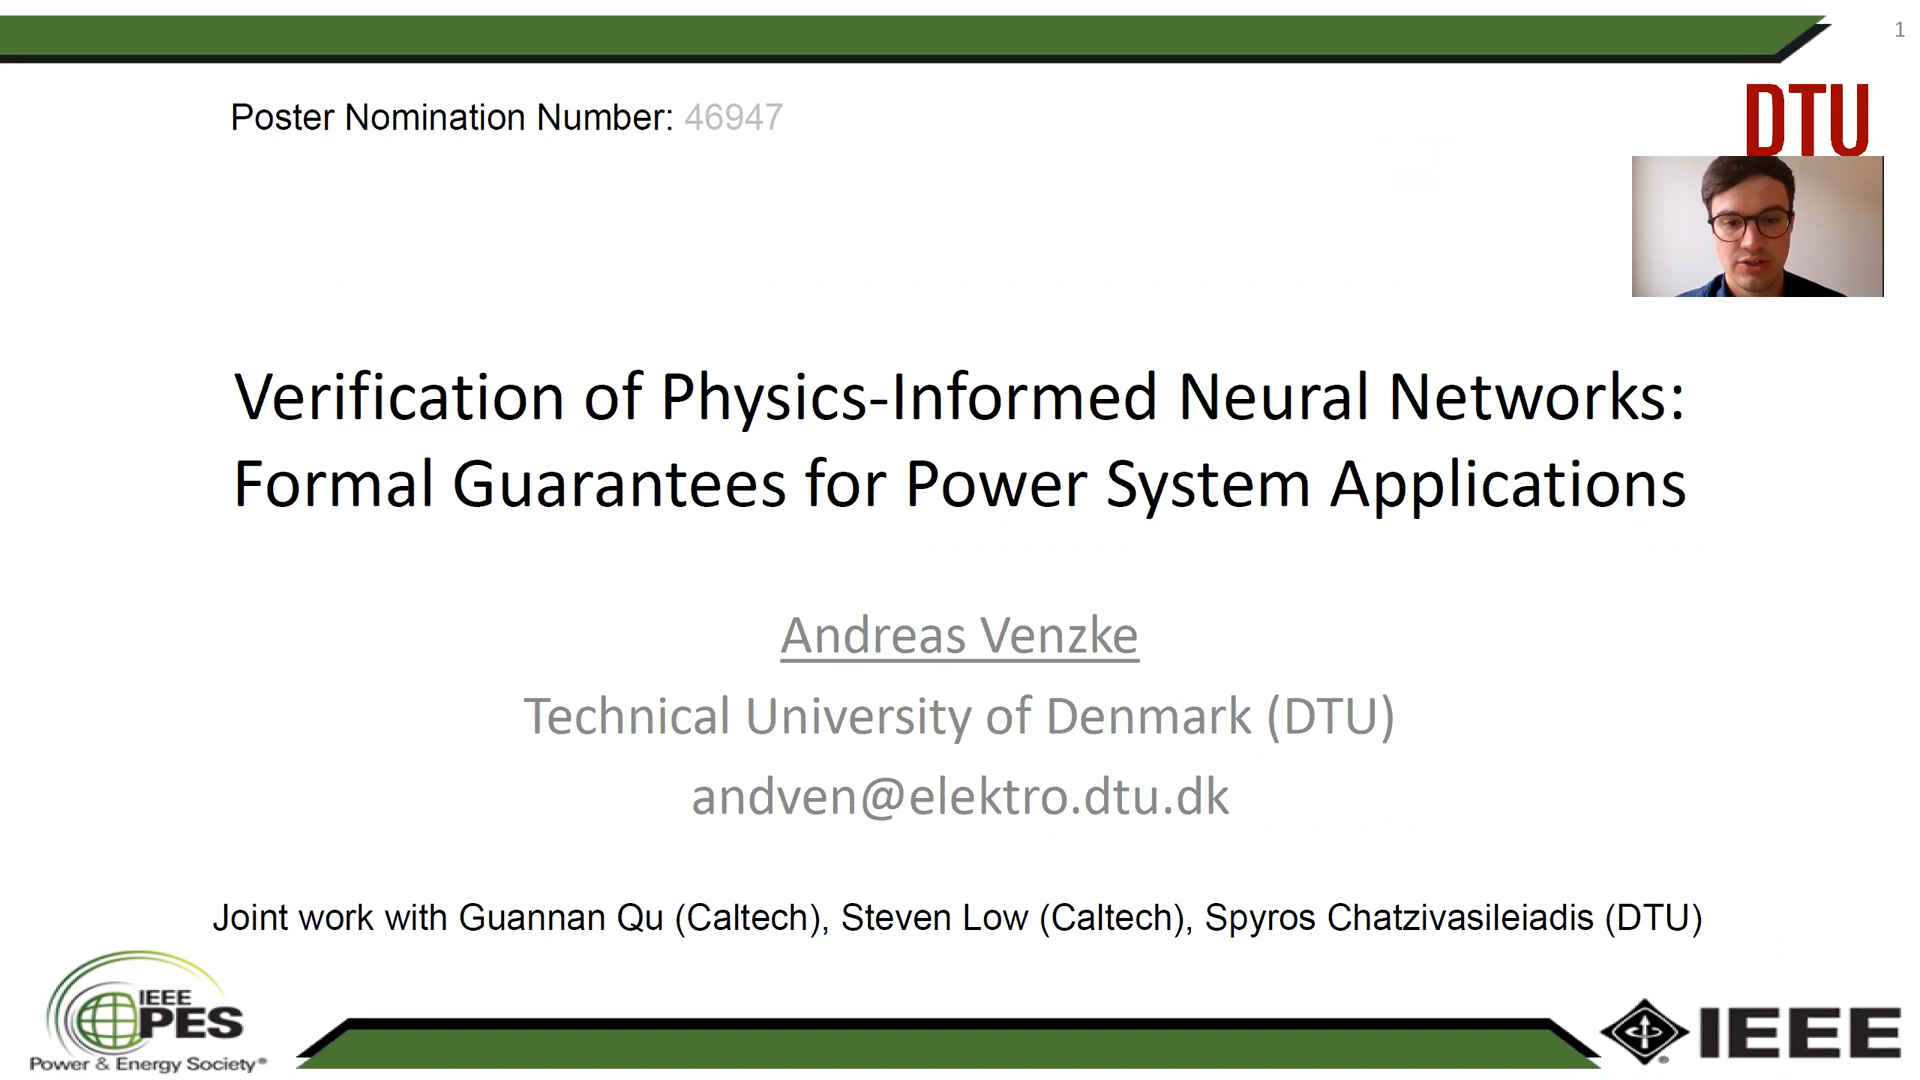 1
Poster Nomination Number: 46947
DTU
Verification of Physics-Informed Neural Networks:
Formal Guarantees for Power System Applications
Andreas Venzke
Technical University of Denmark (DTU)
andven@elektro.dtu.dk
Joint work with Guannan Qu (Caltech), Steven Low (Caltech), Spyros Chatzivasileiadis (DTU)
IEEE
PES
Power & Energy Society®
IEEE